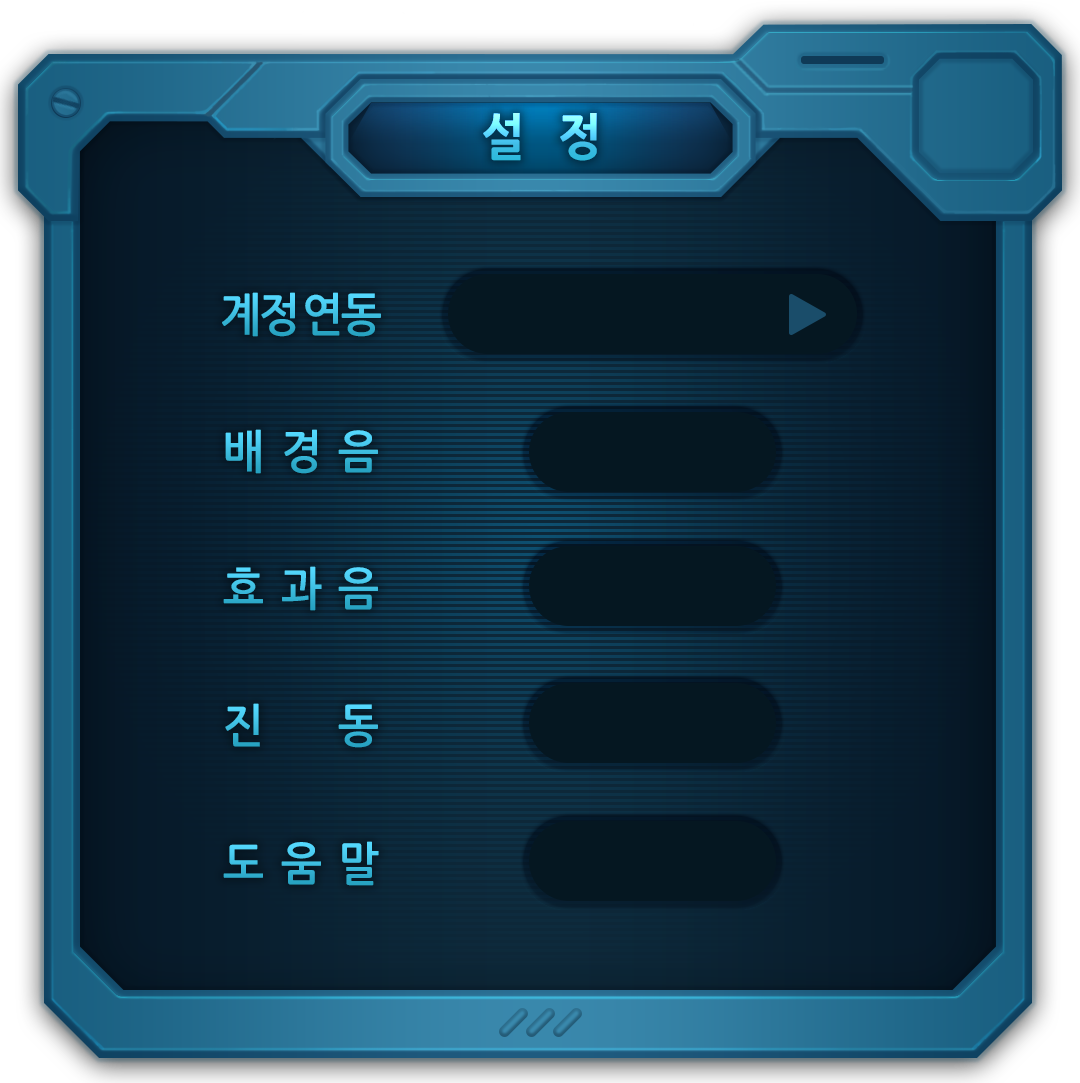 설 정
계정연동
배 경 음
효 과 음
진 동
도 움 말